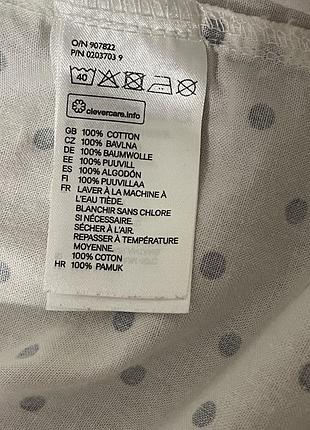 O/N 907822
P/N 0203703 9
40
clevercare.info
GB 100% COTTON
CZ 100% BAVLNA
DE 100% BAUMWOLLE
EE 100% PUUVILL
ES 100% ALGODÓN
FI 100% PUUVILLAA
FR LAVER À LA MACHINE À
L'EAU TIÈDE.
BLANCHIR SANS CHLORE
SI NÉCESSAIRE.
SÉCHER À L'AIR.
REPASSER À TEMPÉRATURE
MOYENNE.
100% COTON
HR 100% PAMUK